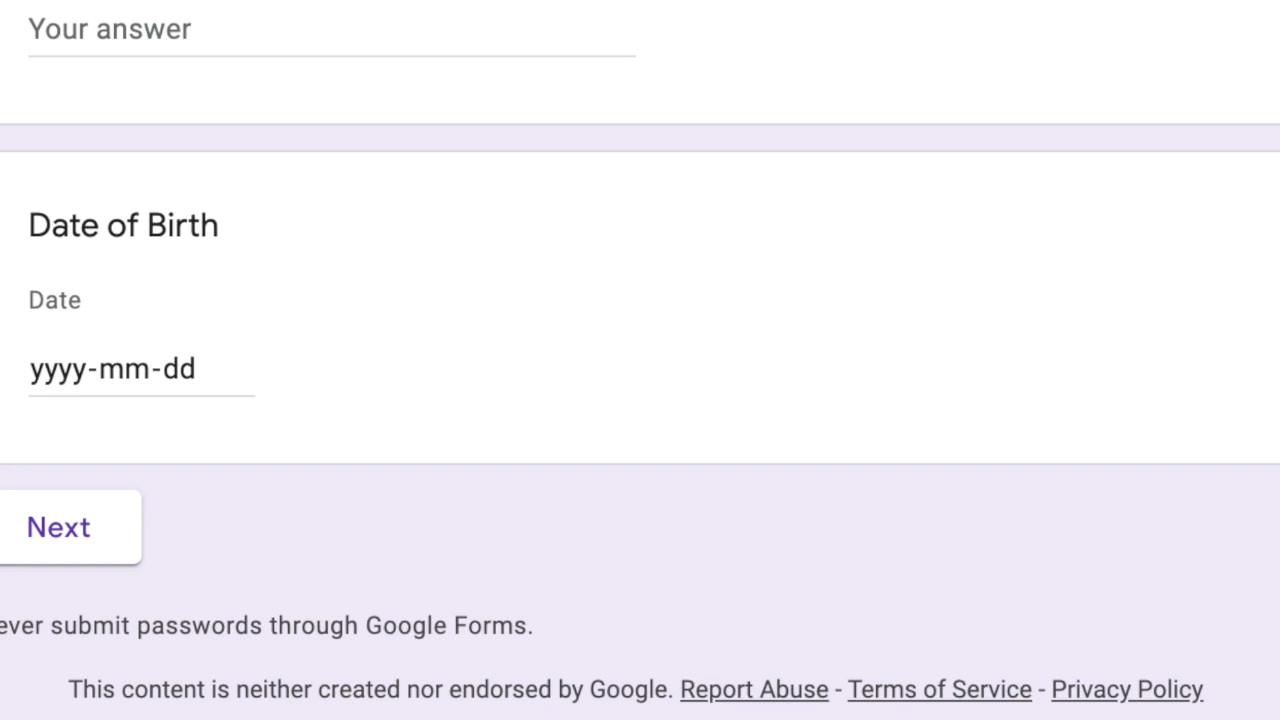 Your answer
Date of Birth
Date
yyyy-mm-dd
Next
ever submit passwords through Google Forms.
This content is neither created nor endorsed by Google. Report Abuse - Terms of Service - Privacy Policy